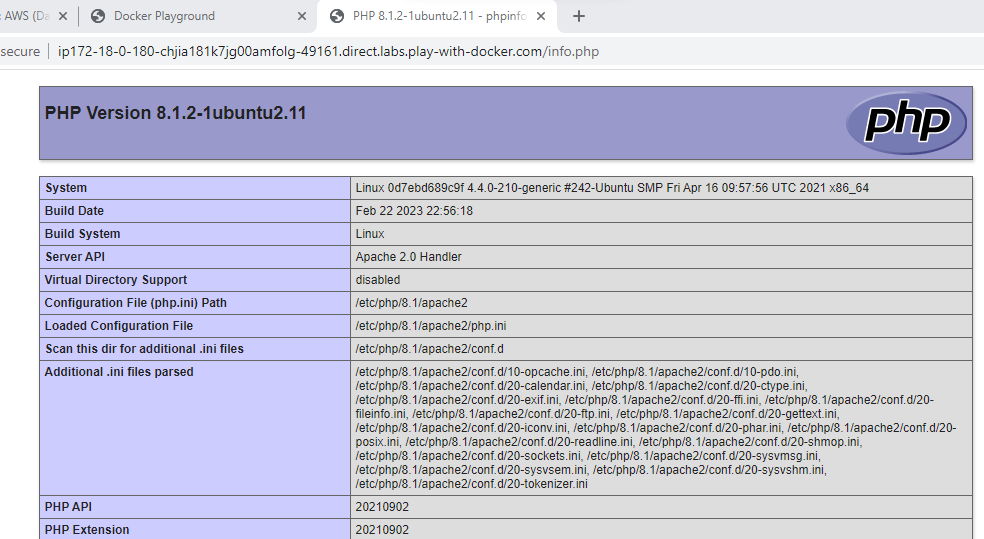 : AWS (Da
Docker Playground
PHP 8.1.2-1ubuntu2.11 - phpinfo
secure
ip172-18-0-180-chjia181k7jg00amfolg-49161.direct.labs.play-with-docker.com/info.php
PHP Version 8.1.2-1ubuntu2.11
php
System Linux 0d7ebd689c9f 4.4.0-210-generic #242-Ubuntu SMP Fri Apr 16 09:57:56 UTC 2021 x86_64
Build Date Feb 22 2023 22:56:18
Build System Linux
Server API Apache 2.0 Handler
Virtual Directory Support disabled
Configuration File (php.ini) Path /etc/php/8.1/apache2
Loaded Configuration File /etc/php/8.1/apache2/php.ini
Scan this dir for additional .ini files /etc/php/8.1/apache2/conf.d
Additional .ini files parsed /etc/php/8.1/apache2/conf.d/10-opcache.ini, /etc/php/8.1/apache2/conf.d/10-pdo.ini,
/etc/php/8.1/apache2/conf.d/20-calendar.ini, /etc/php/8.1/apache2/conf.d/20-ctype.ini,
/etc/php/8.1/apache2/conf.d/20-exif.ini, /etc/php/8.1/apache2/conf.d/20-ffi.ini, /etc/php/8.1/apache2/conf.d/20-
fileinfo.ini, /etc/php/8.1/apache2/conf.d/20-ftp.ini, /etc/php/8.1/apache2/conf.d/20-gettext.ini,
/etc/php/8.1/apache2/conf.d/20-iconv.ini, /etc/php/8.1/apache2/conf.d/20-phar.ini, /etc/php/8.1/apache2/conf.d/20-
posix.ini, /etc/php/8.1/apache2/conf.d/20-readline.ini, /etc/php/8.1/apache2/conf.d/20-shmop.ini,
/etc/php/8.1/apache2/conf.d/20-sockets.ini, /etc/php/8.1/apache2/conf.d/20-sysvmsg.ini,
/etc/php/8.1/apache2/conf.d/20-sysvsem.ini, /etc/php/8.1/apache2/conf.d/20-sysvshm.ini,
/etc/php/8.1/apache2/conf.d/20-tokenizer.ini
PHP API 20210902
PHP Extension 20210902